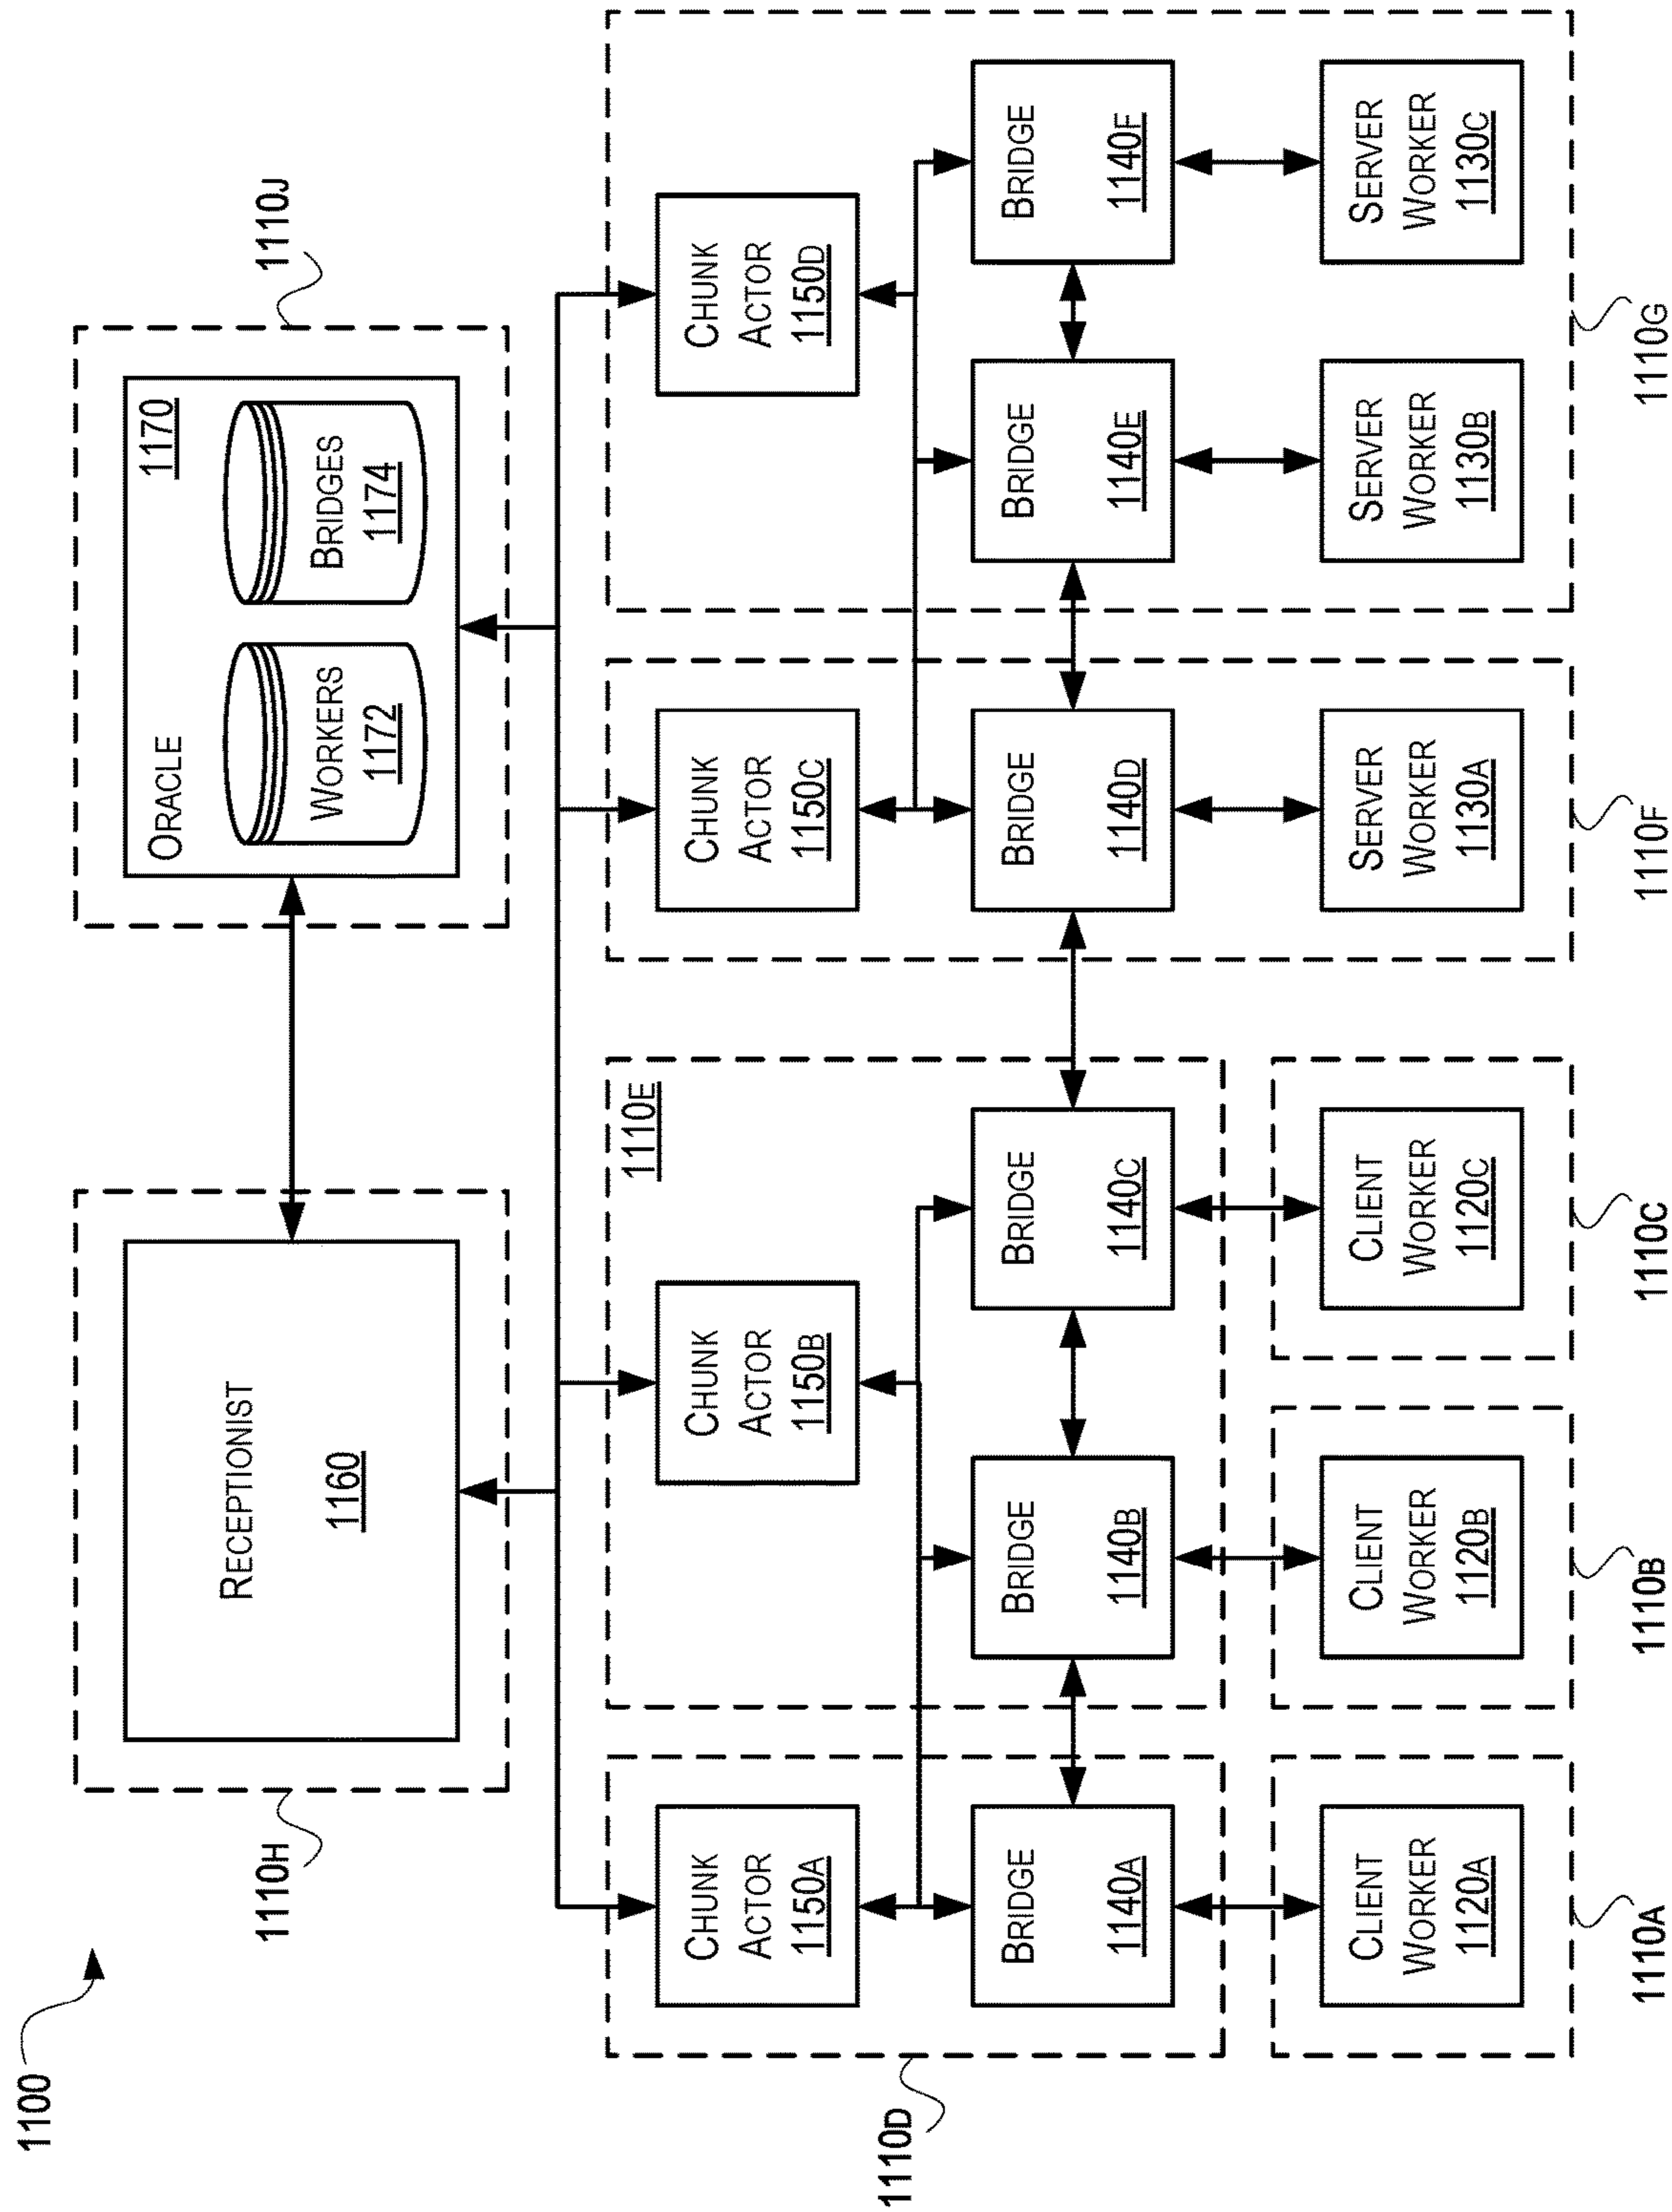 1100
1110H
RECEPTIONIST
1160
ORACLE
1170
WORKERS
1172
BRIDGES
1174
1110J
1110D
CHUNK
ACTOR
1150A
CHUNK
ACTOR
1150B
1110E
CHUNK
ACTOR
1150C
CHUNK
ACTOR
1150D
BRIDGE
1140A
BRIDGE
1140B
BRIDGE
1140C
BRIDGE
1140D
BRIDGE
1140E
BRIDGE
1140F
CLIENT
WORKER
1120A
CLIENT
WORKER
1120B
CLIENT
WORKER
1120C
SERVER
WORKER
1130A
SERVER
WORKER
1130B
SERVER
WORKER
1130C
1110A
1110B
1110C
1110F
1110G